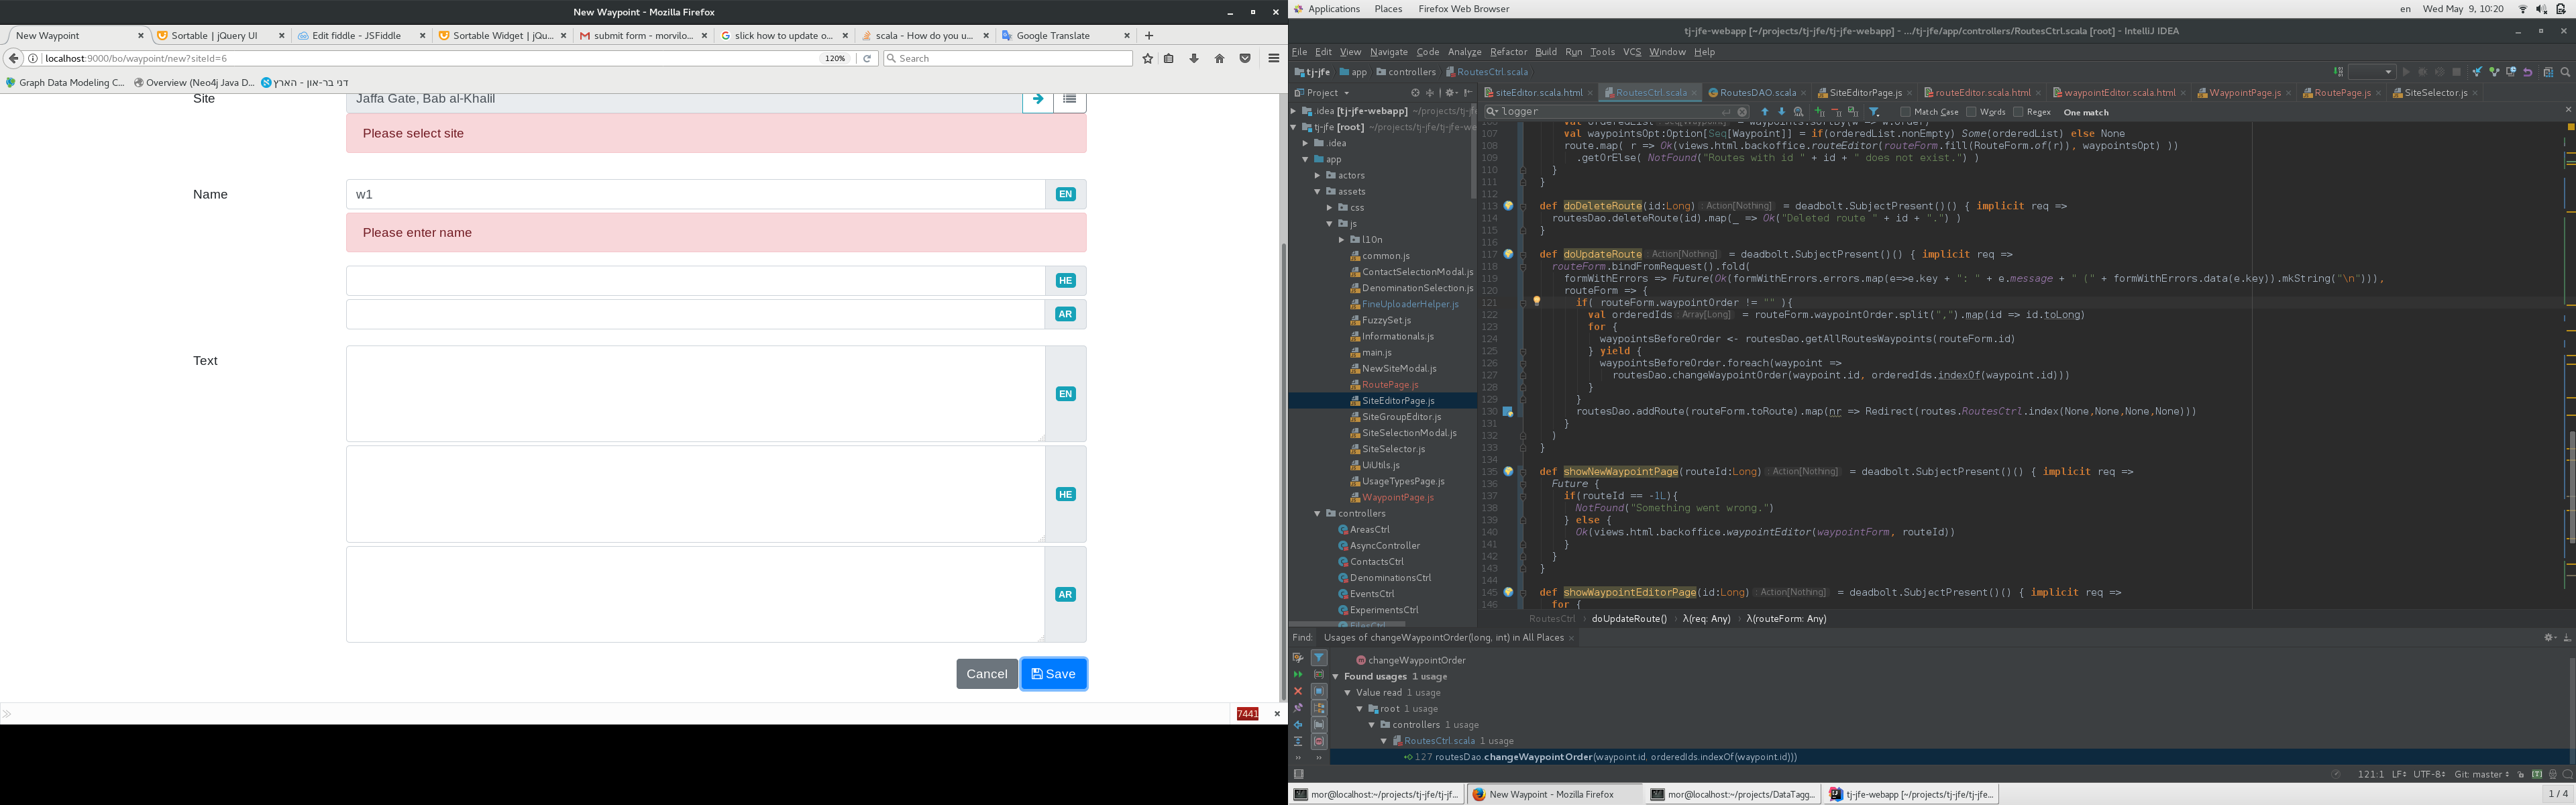 New Waypoint - Mozilla Firefox
New Waypoint
Sortable | jQuery UI
Edit fiddle - JSFiddle
Sortable Widget | jQu...
submit form - morvilo...
slick how to update o...
scala - How do you u...
Google Translate
localhost:9000/bo/waypoint/new?siteId=6
120%
Search
Graph Data Modeling C...
Overview (Neo4j Java D...
דני בר-און - הארץ
Site
Jaffa Gate, Bab al-Khalil
Please select site
Name
w1
EN
Please enter name
HE
AR
Text
EN
HE
AR
Cancel
Save
7441
Applications Places Firefox Web Browser
en Wed May 9, 10:20
tj-jfe-webapp [~/projects/tj-jfe/tj-jfe-webapp] - .../tj-jfe/app/controllers/RoutesCtrl.scala [root] - IntelliJ IDEA
File Edit View Navigate Code Analyze Refactor Build Run Tools VCS Window Help
tj-jfe app controllers RoutesCtrl.scala
Project
siteEditor.scala.html RoutesCtrl.scala RoutesDAO.scala SiteEditorPage.js routeEditor.scala.html waypointEditor.scala.html WaypointPage.js RoutePage.js SiteSelector.js
logger
Match Case Words Regex One match
.idea [tj-jfe-webapp] ~/projects/tj-j
tj-jfe [root] ~/projects/tj-jfe/tj-jfe-we
.idea
app
actors
assets
css
js
l10n
common.js
ContactSelectionModal.js
DenominationSelection.js
FineUploaderHelper.js
FuzzySet.js
Informationals.js
main.js
NewSiteModal.js
RoutePage.js
SiteEditorPage.js
SiteGroupEditor.js
SiteSelectionModal.js
SiteSelector.js
UiUtils.js
UsageTypesPage.js
WaypointPage.js
controllers
AreasCtrl
AsyncController
ContactsCtrl
DenominationsCtrl
EventsCtrl
ExperimentsCtrl
FilesCtrl
106 val orderedList: Seq[Waypoint] = waypoints.sortBy(w => w.order)
107 val waypointsOpt:Option[Seq[Waypoint]] = if(orderedList.nonEmpty) Some(orderedList) else None
108 route.map( r => Ok(views.html.backoffice.routeEditor(routeForm.fill(RouteForm.of(r)), waypointsOpt) ))
109 .getOrElse( NotFound("Routes with id " + id + " does not exist.") )
110 }
111 }
112
113 def doDeleteRoute(id:Long) : Action[Nothing] = deadbolt.SubjectPresent()() { implicit req =>
114 routesDao.deleteRoute(id).map(_ => Ok("Deleted route " + id + ".") )
115 }
116
117 def doUpdateRoute : Action[Nothing] = deadbolt.SubjectPresent()() { implicit req =>
118 routeForm.bindFromRequest().fold(
119 formWithErrors => Future(Ok(formWithErrors.errors.map(e=>e.key + ": " + e.message + " (" + formWithErrors.data(e.key)).mkString("\n"))),
120 routeForm => {
121 if( routeForm.waypointOrder != "" ){
122 val orderedIds : Array[Long] = routeForm.waypointOrder.split(",").map(id => id.toLong)
123 for {
124 waypointsBeforeOrder <- routesDao.getAllRoutesWaypoints(routeForm.id)
125 } yield {
126 waypointsBeforeOrder.foreach(waypoint =>
127 routesDao.changeWaypointOrder(waypoint.id, orderedIds.indexOf(waypoint.id)))
128 }
129 }
130 routesDao.addRoute(routeForm.toRoute).map(nr => Redirect(routes.RoutesCtrl.index(None,None,None,None)))
131 }
132 )
133 }
134
135 def showNewWaypointPage(routeId:Long) : Action[Nothing] = deadbolt.SubjectPresent()() { implicit req =>
136 Future {
137 if(routeId == -1L){
138 NotFound("Something went wrong.")
139 } else {
140 Ok(views.html.backoffice.waypointEditor(waypointForm, routeId))
141 }
142 }
143 }
144
145 def showWaypointEditorPage(id:Long) : Action[Nothing] = deadbolt.SubjectPresent()() { implicit req =>
146 for {
RoutesCtrl doUpdateRoute() λ(req: Any) λ(routeForm: Any)
Find: Usages of changeWaypointOrder(long, int) in All Places
changeWaypointOrder
Found usages 1 usage
Value read 1 usage
root 1 usage
controllers 1 usage
RoutesCtrl.scala 1 usage
127 routesDao.changeWaypointOrder(waypoint.id, orderedIds.indexOf(waypoint.id)))
121:1 LF UTF-8 Git: master
mor@localhost:~/projects/tj-jfe/tj-jf...
New Waypoint - Mozilla Firefox
mor@localhost:~/projects/DataTagg...
tj-jfe-webapp [~/projects/tj-jfe/tj-jfe...
1 / 4